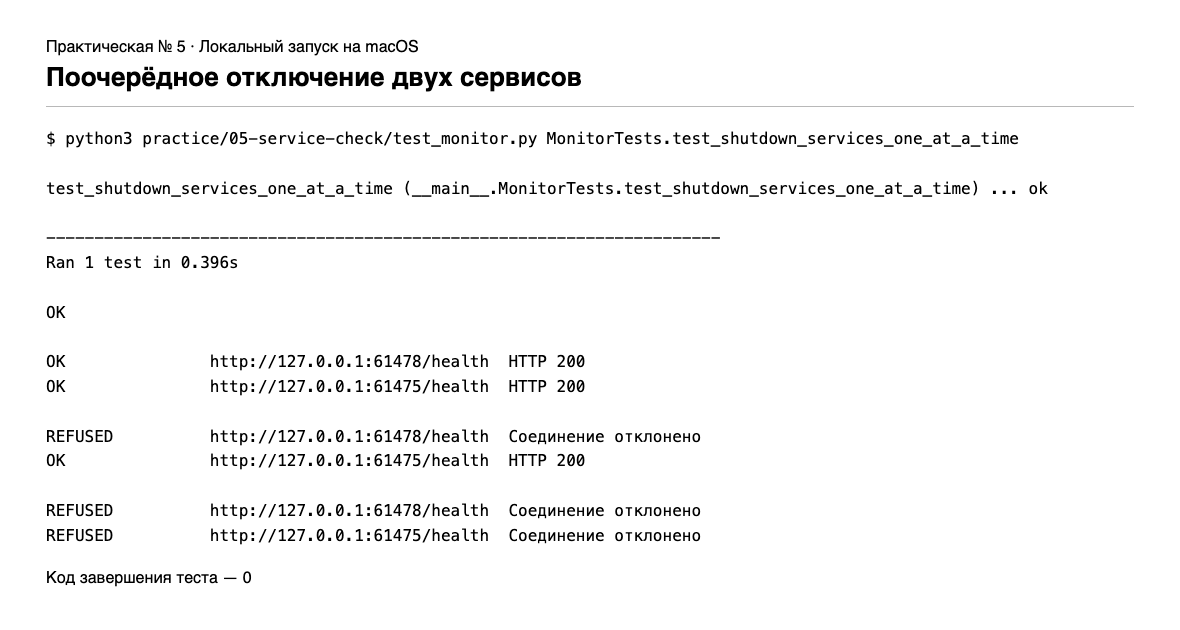 Практическая № 5 · Локальный запуск на macOS
Поочерёдное отключение двух сервисов
$ python3 practice/05-service-check/test_monitor.py MonitorTests.test_shutdown_services_one_at_a_time
test_shutdown_services_one_at_a_time (__main__.MonitorTests.test_shutdown_services_one_at_a_time) ... ok
----------------------------------------------------------------------
Ran 1 test in 0.396s
OK
OK http://127.0.0.1:61478/health HTTP 200
OK http://127.0.0.1:61475/health HTTP 200
REFUSED http://127.0.0.1:61478/health Соединение отклонено
OK http://127.0.0.1:61475/health HTTP 200
REFUSED http://127.0.0.1:61478/health Соединение отклонено
REFUSED http://127.0.0.1:61475/health Соединение отклонено
Код завершения теста — 0